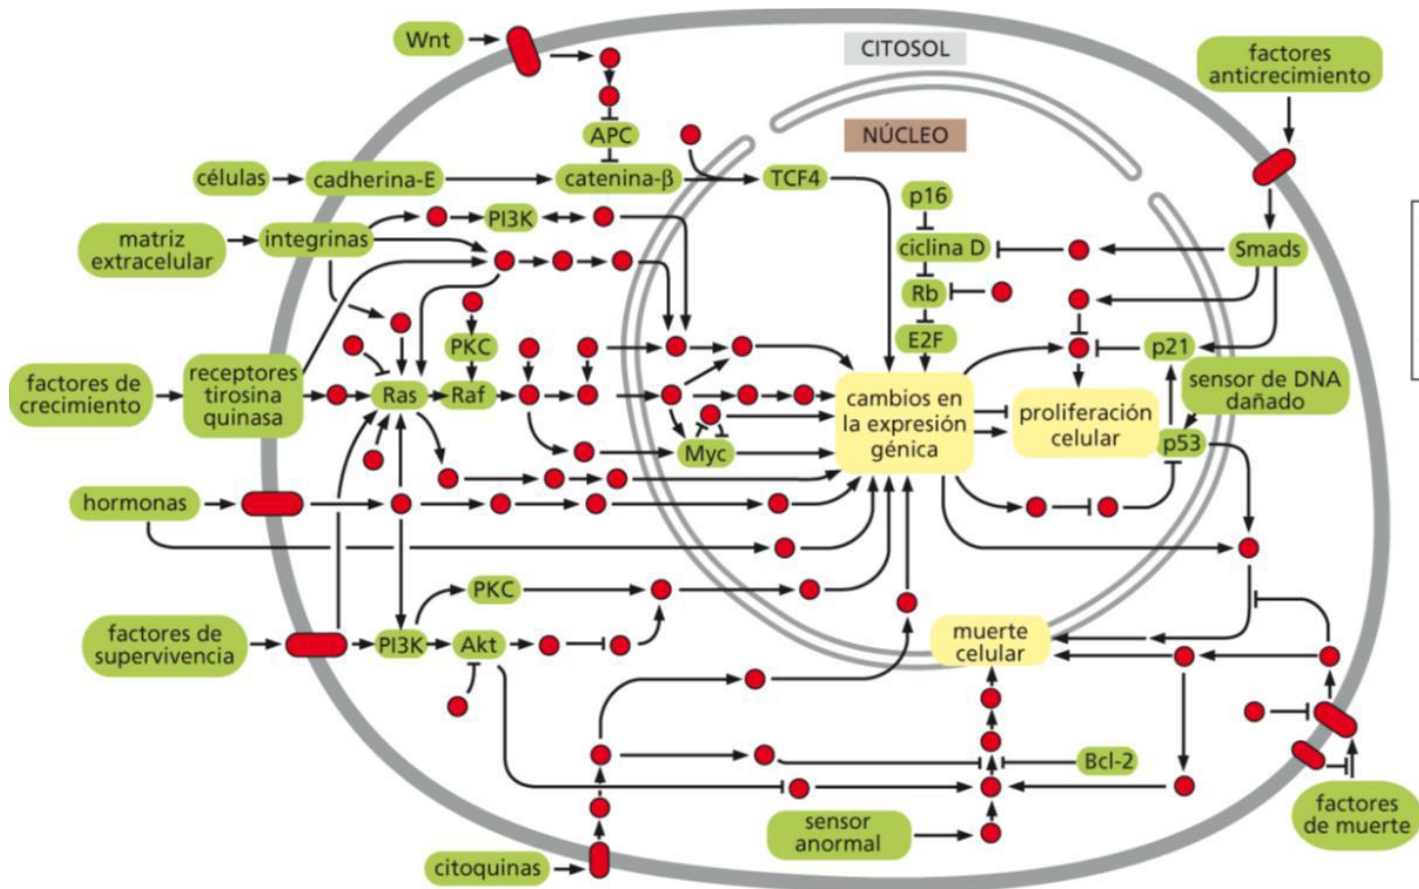 Wnt
CITOSOL
factores
anticrecimiento
APC
NÚCLEO
células
cadherina-E
catenina-β
TCF4
p16
PI3K
matriz
extracelular
integrinas
ciclina D
Smads
Rb
PKC
E2F
p21
factores de
crecimiento
receptores
tirosina
quinasa
Ras
Raf
cambios en
la expresión
génica
proliferación
celular
sensor de DNA
dañado
p53
Myc
hormonas
PKC
factores de
supervivencia
PI3K
Akt
muerte
celular
Bcl-2
sensor
anormal
factores
de muerte
citoquinas